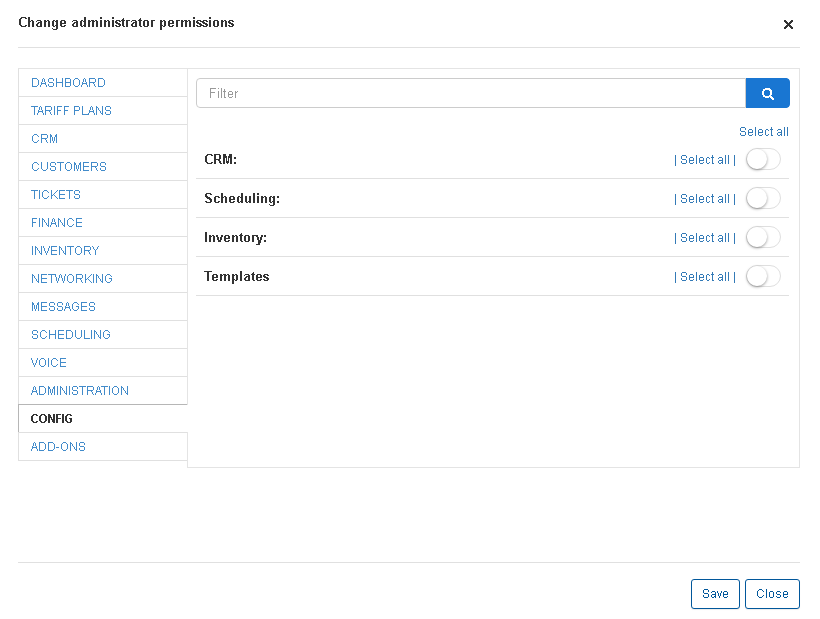 Change administrator permissions
×
DASHBOARD
TARIFF PLANS
CRM
CUSTOMERS
TICKETS
FINANCE
INVENTORY
NETWORKING
MESSAGES
SCHEDULING
VOICE
ADMINISTRATION
CONFIG
ADD-ONS
Filter
Select all
CRM: | Select all |
Scheduling: | Select all |
Inventory: | Select all |
Templates | Select all |
Save Close